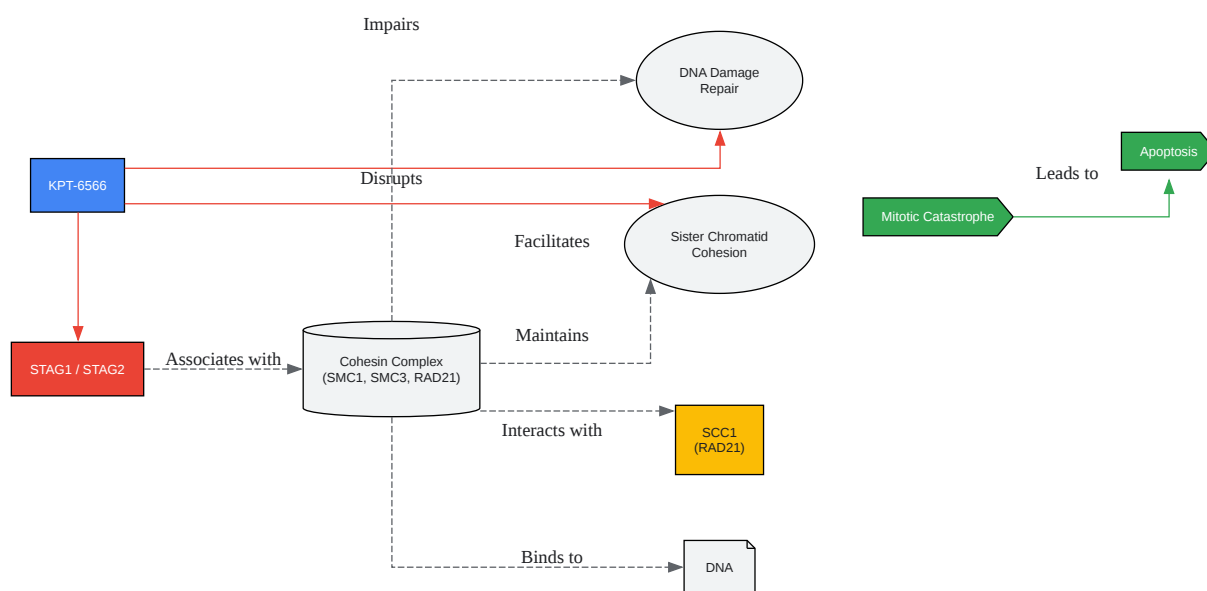 Impairs
DNA Damage
Repair
Apoptosis
Leads to
KPT-6566
Disrupts
Mitotic Catastrophe
Facilitates
Sister Chromatid
Cohesion
Maintains
STAG1 / STAG2
Associates with
Cohesin Complex
(SMC1, SMC3, RAD21)
Interacts with
SCC1
(RAD21)
Binds to
DNA